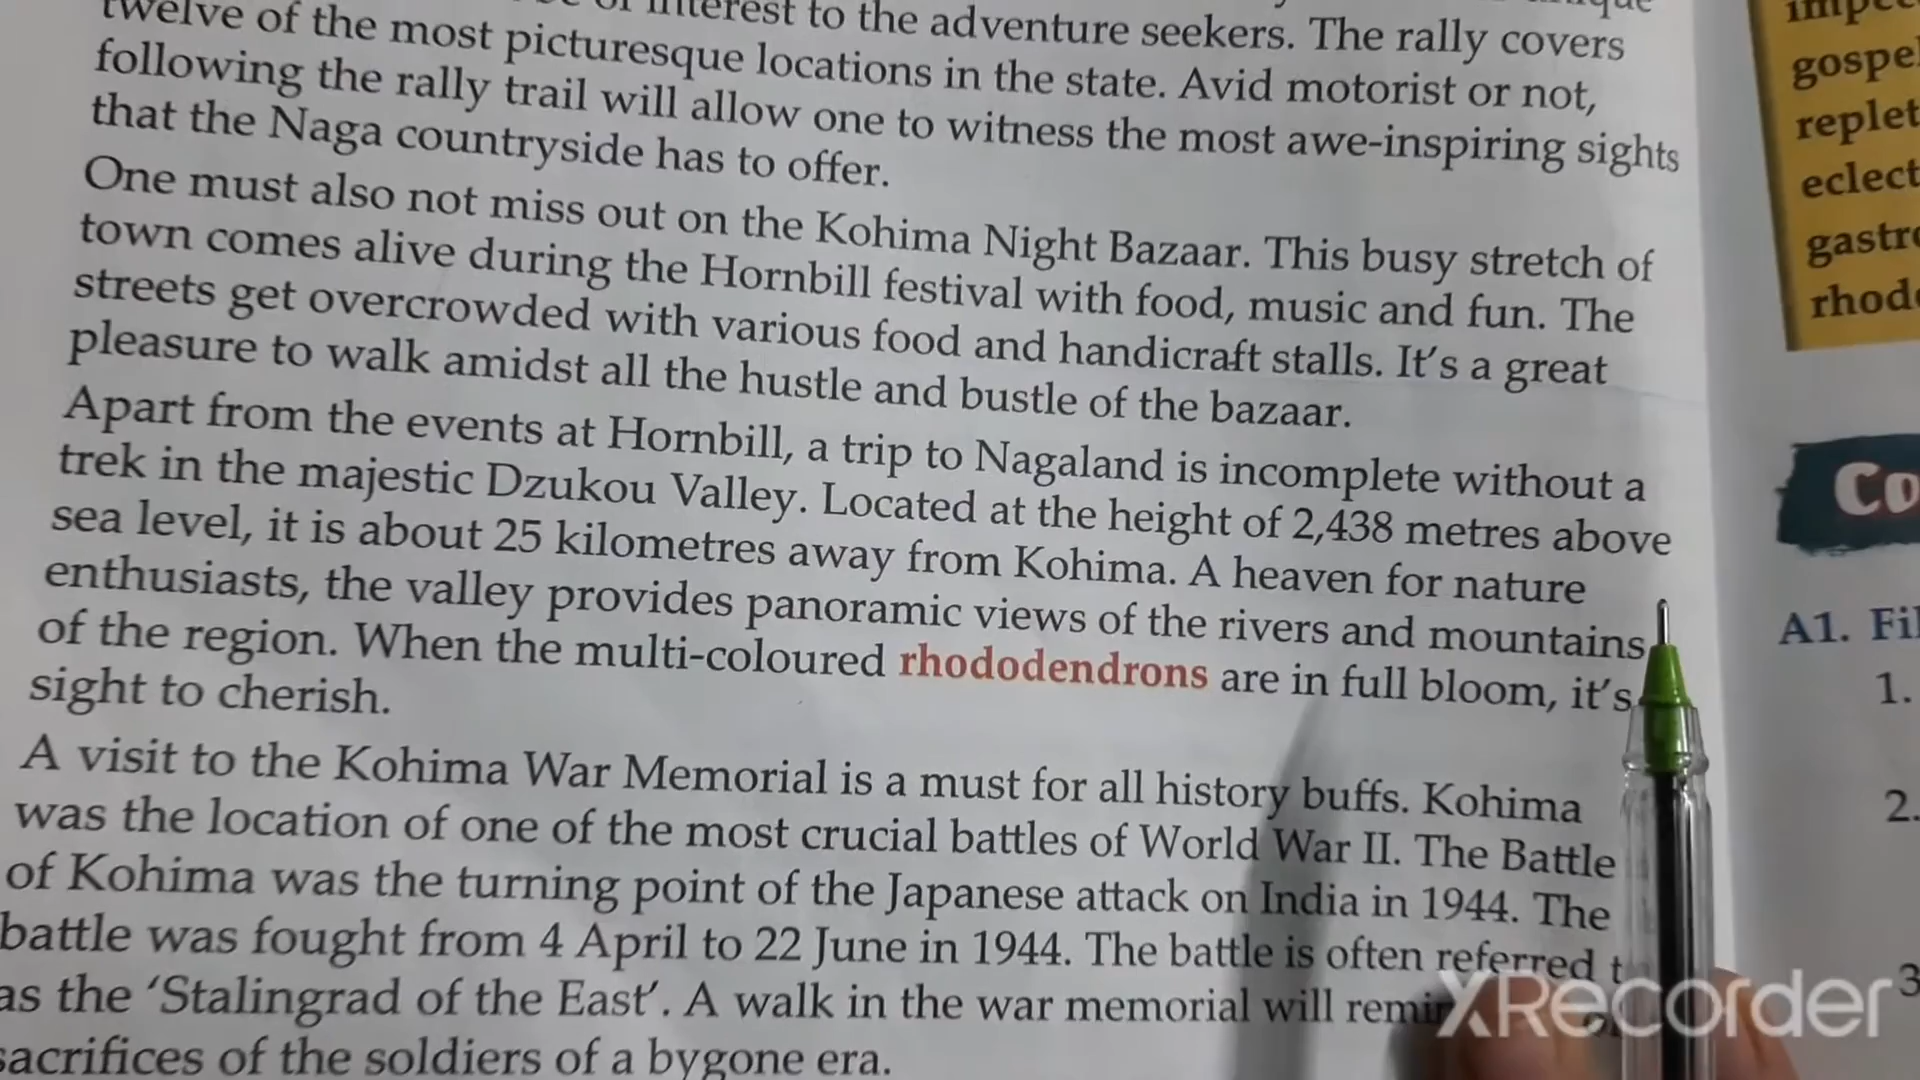 interest to the adventure seekers. The rally covers
twelve of the most picturesque locations in the state. Avid motorist or not,
following the rally trail will allow one to witness the most awe-inspiring sights
that the Naga countryside has to offer.
One must also not miss out on the Kohima Night Bazaar. This busy stretch of
town comes alive during the Hornbill festival with food, music and fun. The
streets get overcrowded with various food and handicraft stalls. It's a great
pleasure to walk amidst all the hustle and bustle of the bazaar.
Apart from the events at Hornbill, a trip to Nagaland is incomplete without a
trek in the majestic Dzukou Valley. Located at the height of 2,438 metres above
sea level, it is about 25 kilometres away from Kohima. A heaven for nature
enthusiasts, the valley provides panoramic views of the rivers and mountains
of the region. When the multi-coloured rhododendrons are in full bloom, it's
sight to cherish.
A visit to the Kohima War Memorial is a must for all history buffs. Kohima
was the location of one of the most crucial battles of World War II. The Battle
of Kohima was the turning point of the Japanese attack on India in 1944. The
battle was fought from 4 April to 22 June in 1944. The battle is often referred
as the 'Stalingrad of the East'. A walk in the war memorial will
sacrifices of the soldiers of a bygone era.
A1.
1.
2.
3
XRecorder